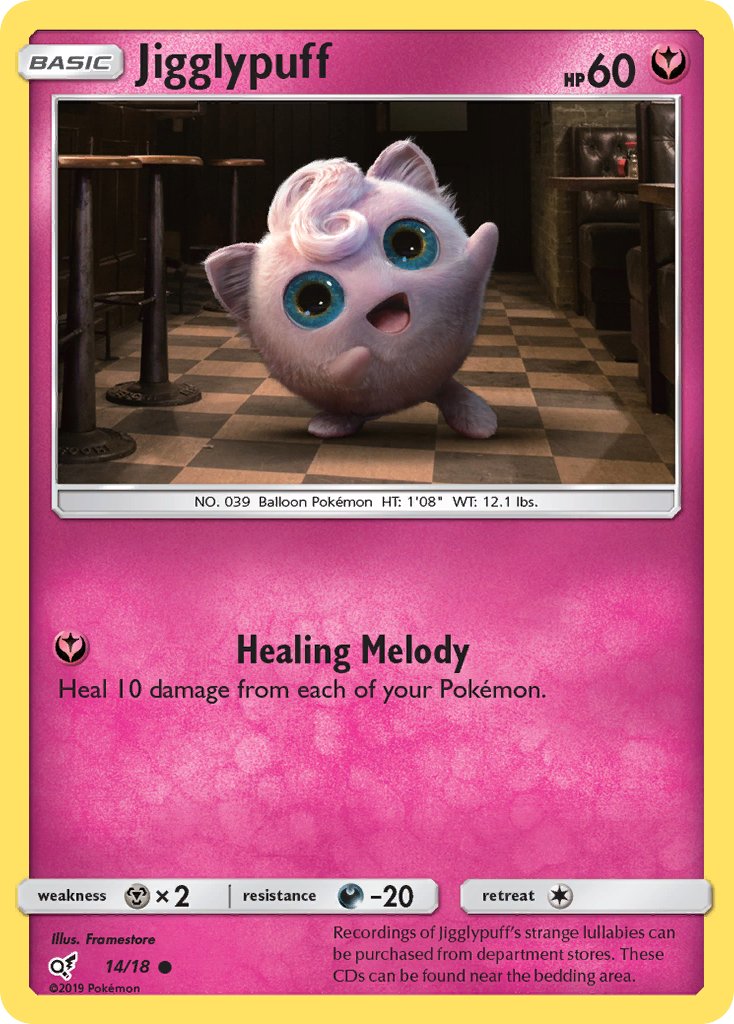 BASIC Jigglypuff HP60
NO. 039 Balloon Pokémon HT: 1'08" WT: 12.1 lbs.
Healing Melody
Heal 10 damage from each of your Pokémon.
weakness ×2 resistance -20 retreat
Illus. Framestore
14/18
©2019 Pokémon
Recordings of Jigglypuff's strange lullabies can
be purchased from department stores. These
CDs can be found near the bedding area.